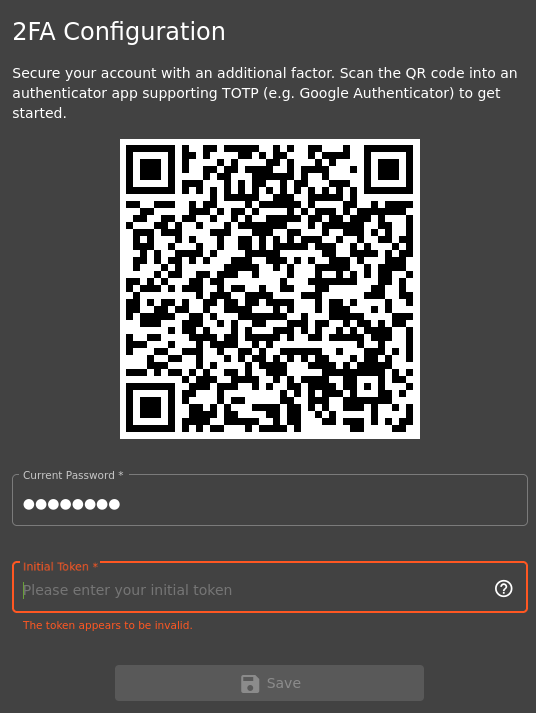 2FA Configuration
Secure your account with an additional factor. Scan the QR code into an
authenticator app supporting TOTP (e.g. Google Authenticator) to get
started.
Current Password *
●●●●●●●●
Initial Token *
Please enter your initial token
The token appears to be invalid.
Save